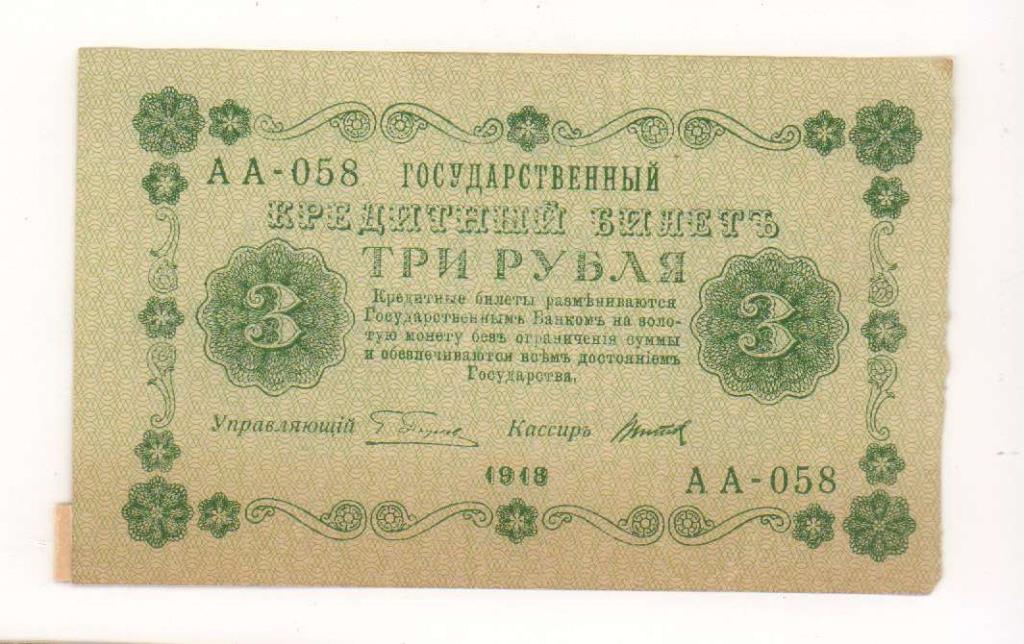 АА-058 ГОСУДАРСТВЕННЫЙ
КРЕДИТНЫЙ БИЛЕТЪ
ТРИ РУБЛЯ
3 3
Кредитные билеты размѣниваются
Государственнымъ Банкомъ на золо-
тую монету безъ ограниченія суммы
и обезпечиваются всѣмъ достояніемъ
Государства.
Управляющій Кассиръ
1918
АА-058